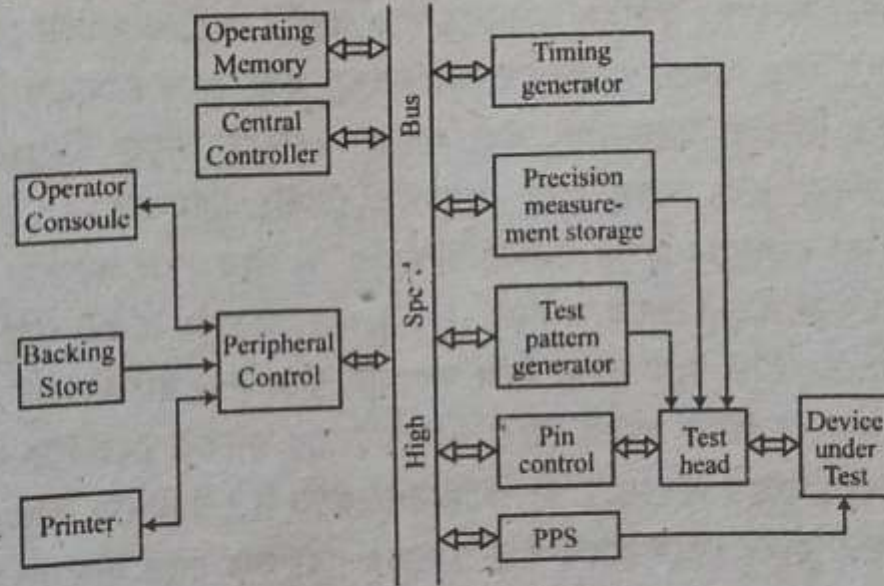 Operating
Memory
Central
Controller
Operator
Consoule
Backing
Store
Peripheral
Control
Printer
High
Bus
Timing
generator
Precision
measure-
ment storage
Test
pattern
generator
Pin
control
Test
head
Device
under
Test
PPS